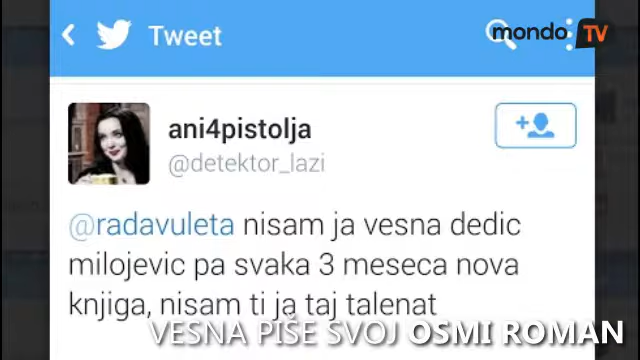 Tweet
mondo TV
ani4pistolja
@detektor_lazi
@radavuleta nisam ja vesna dedic
milojevic pa svaka 3 meseca nova
knjiga, nisam ti ja taj talenat
VESNA PIŠE SVOJ OSMI ROMAN